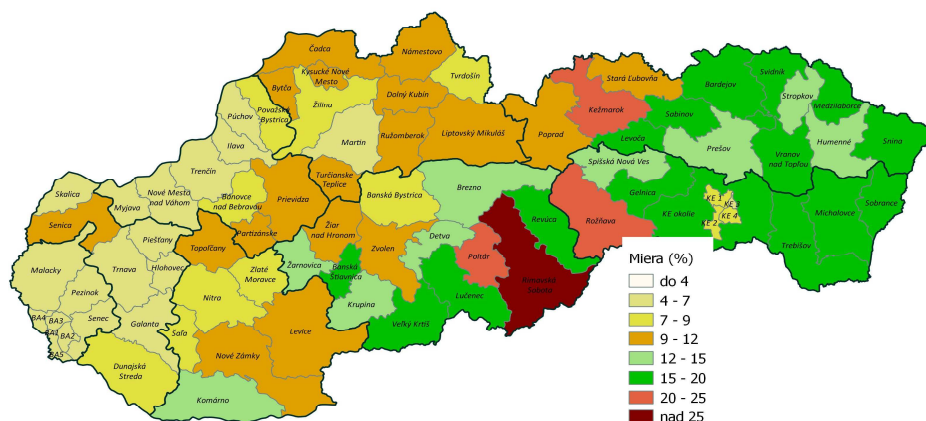 Čadca
Námestovo
Kysucké Nové
Mesto
Tvrdošín
Bytča
Stará Ľubovňa
Svidník
Bardejov
Stropkov
Medzilaborce
Žilina
Dolný Kubín
Kežmarok
Považská
Bystrica
Púchov
Sabinov
Ružomberok
Liptovský Mikuláš
Poprad
Levoča
Martin
Ilava
Prešov
Humenné
Snina
Vranov
nad Topľou
Spišská Nová Ves
Trenčín
Turčianske
Teplice
Brezno
Gelnica
Skalica
Nové Mesto
nad Váhom
Bánovce
nad Bebravou
Prievidza
Banská Bystrica
Myjava
KE 1
KE 3
KE 4
KE 2
Sobrance
Rožňava
KE okolie
Michalovce
Revúca
Senica
Žiar
nad Hronom
Partizánske
Detva
Zvolen
Piešťany
Topoľčany
Poltár
Trebišov
Žarnovica
Banská
Štiavnica
Rimavská
Sobota
Malacky
Trnava
Hlohovec
Zlaté
Moravce
Nitra
Krupina
Lučenec
Pezinok
Veľký Krtíš
BA4
BA3
Senec
Galanta
BA1
BA2
BA5
Šaľa
Levice
Nové Zámky
Dunajská
Streda
Komárno
Miera (%)
do 4
4 - 7
7 - 9
9 - 12
12 - 15
15 - 20
20 - 25
nad 25